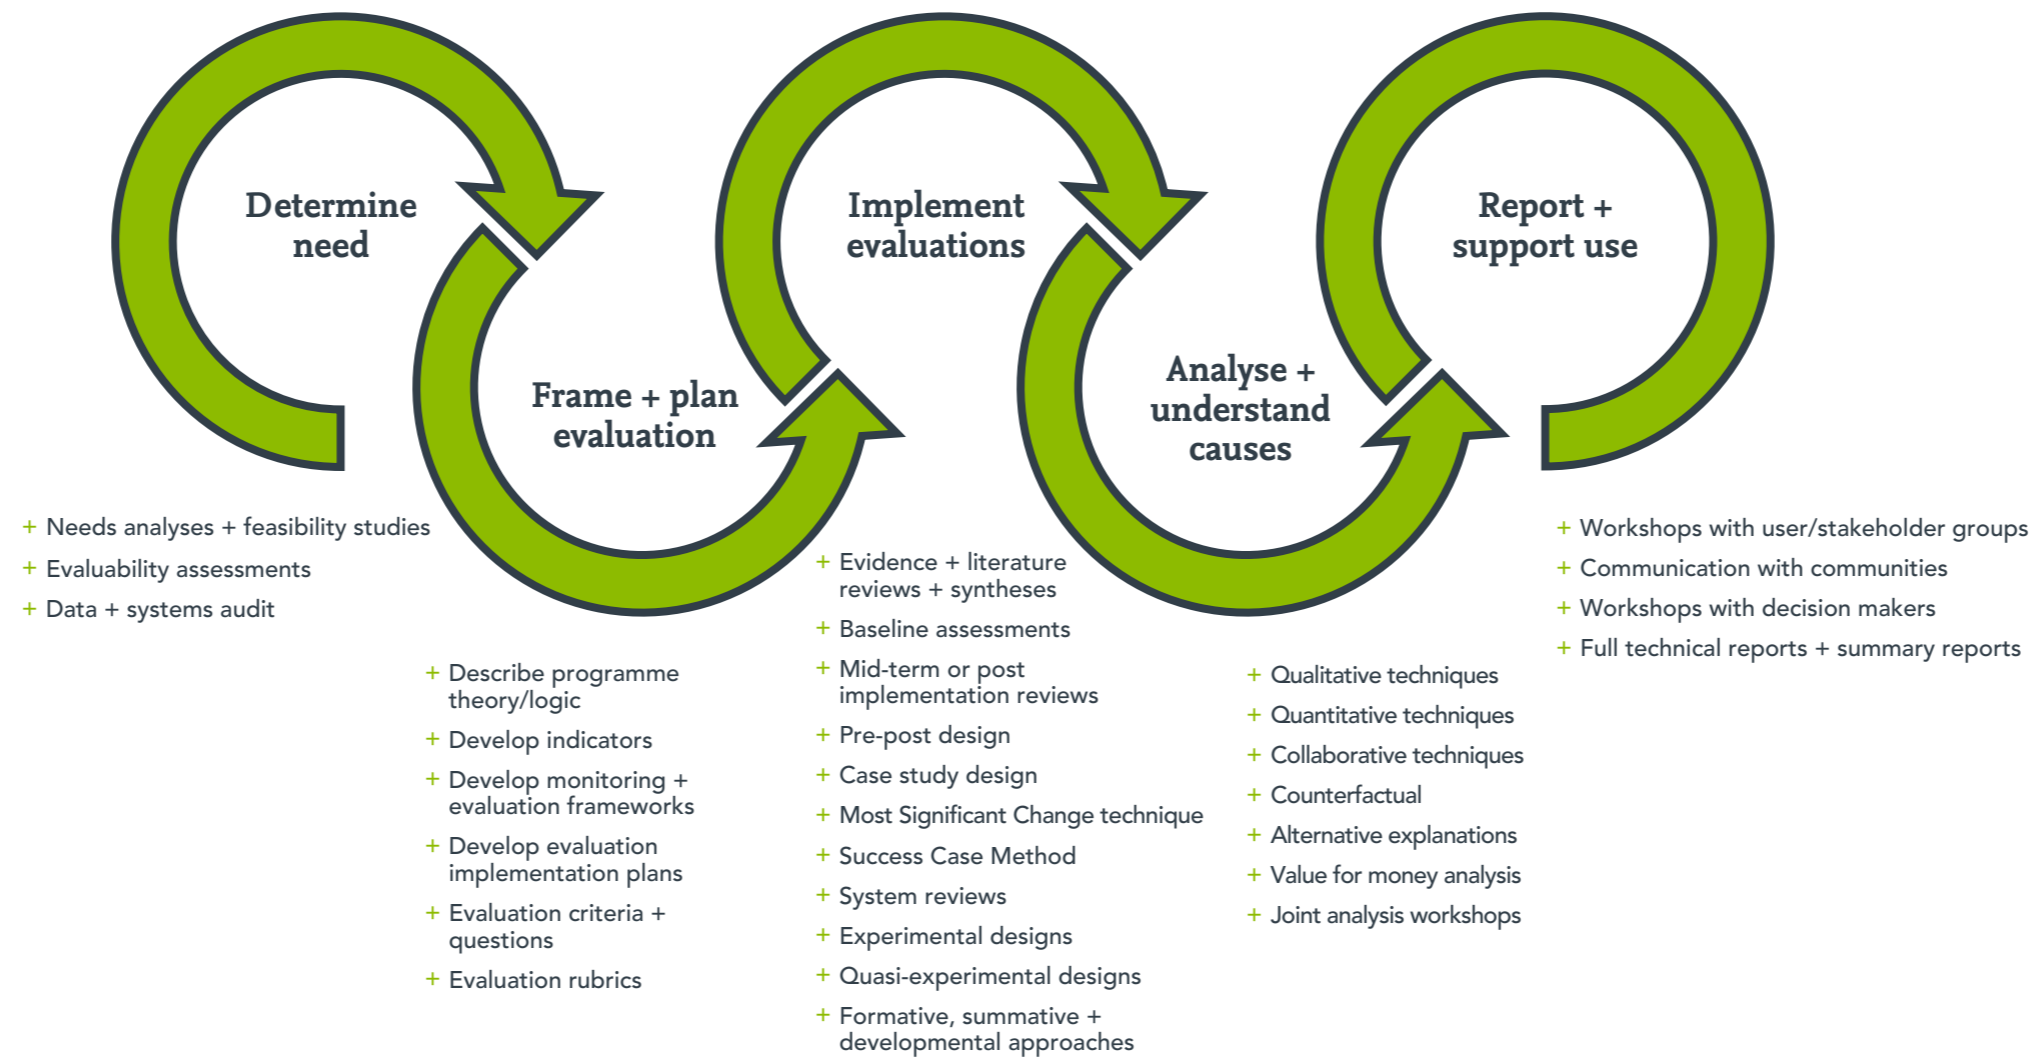 Determine
need
Frame + plan
evaluation
Implement
evaluations
Analyse +
understand
causes
Report +
support use
+ Needs analyses + feasibility studies
+ Evaluability assessments
+ Data + systems audit
+ Describe programme
theory/logic
+ Develop indicators
+ Develop monitoring +
evaluation frameworks
+ Develop evaluation
implementation plans
+ Evaluation criteria +
questions
+ Evaluation rubrics
+ Evidence + literature
reviews + syntheses
+ Baseline assessments
+ Mid-term or post
implementation reviews
+ Pre-post design
+ Case study design
+ Most Significant Change technique
+ Success Case Method
+ System reviews
+ Experimental designs
+ Quasi-experimental designs
+ Formative, summative +
developmental approaches
+ Qualitative techniques
+ Quantitative techniques
+ Collaborative techniques
+ Counterfactual
+ Alternative explanations
+ Value for money analysis
+ Joint analysis workshops
+ Workshops with user/stakeholder groups
+ Communication with communities
+ Workshops with decision makers
+ Full technical reports + summary reports